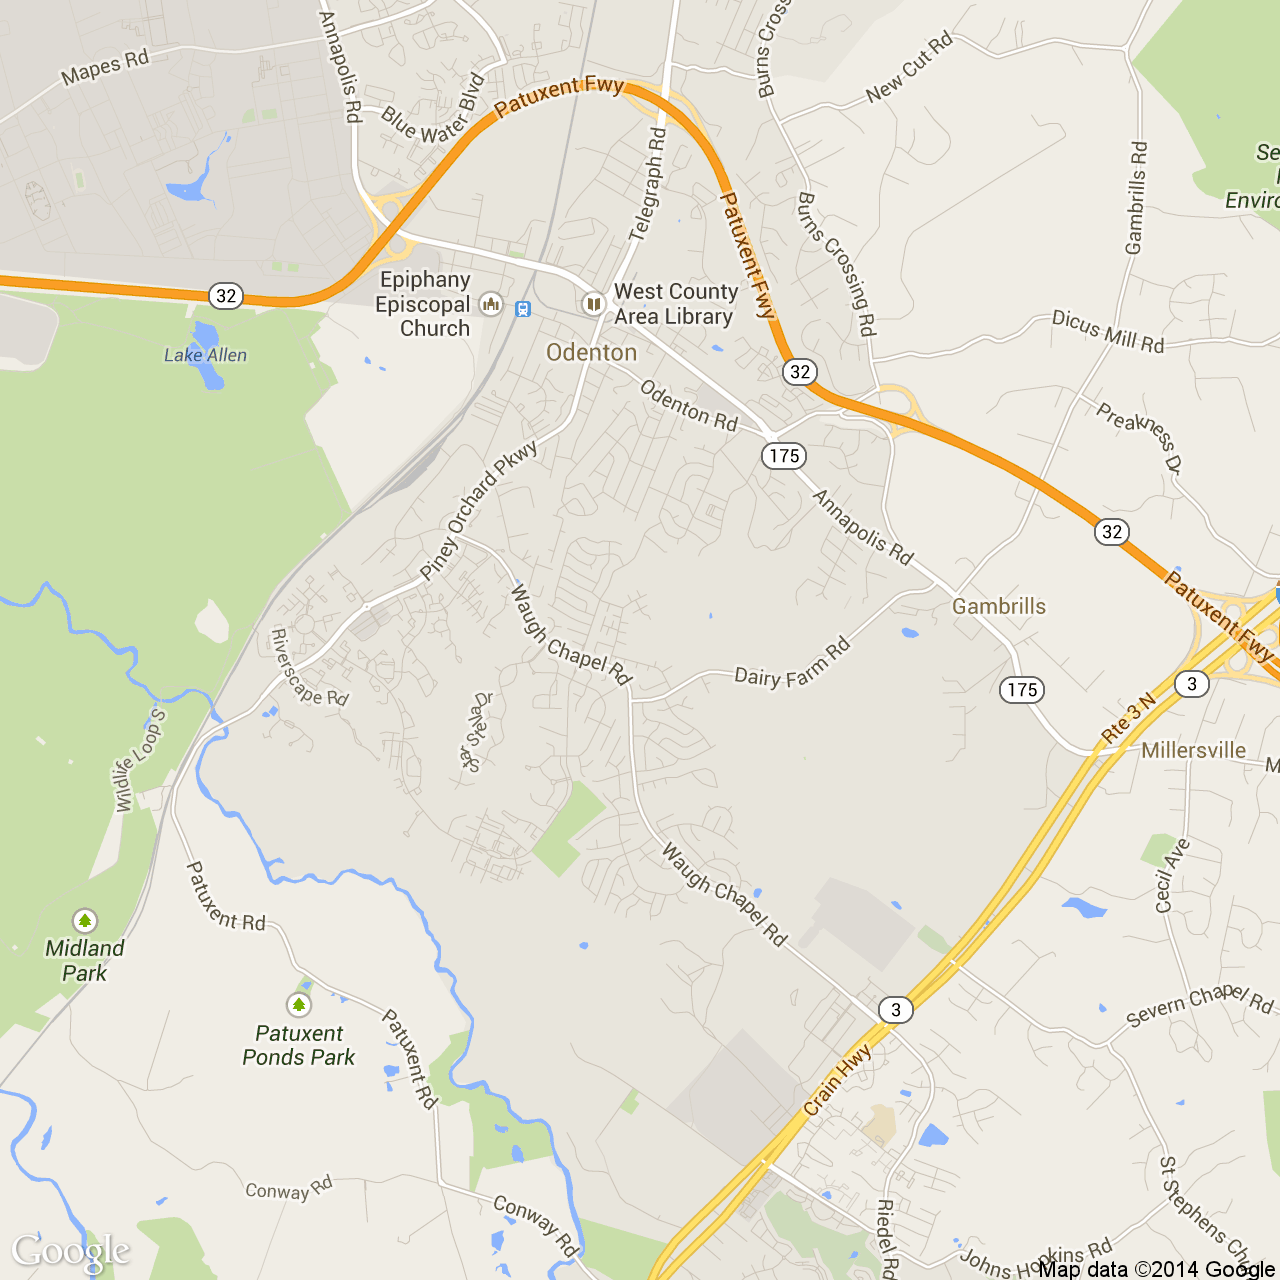 Mapes Rd
Annapolis Rd
Blue Water Blvd
Patuxent Fwy
Burns Cross
New Cut Rd
Gambrills Rd
Se
Enviro
Telegraph Rd
Patuxent Fwy
Burns Crossing Rd
32
Epiphany
Episcopal
Church
West County
Area Library
Dicus Mill Rd
Lake Allen
Odenton
32
Odenton Rd
Preakness Dr
175
Piney Orchard Pkwy
Annapolis Rd
32
Patuxent Fwy
Gambrills
Waugh Chapel Rd
Riverscape Rd
Dairy Farm Rd
175
3
Star Stela Dr
Rte 3 N
Wildlife Loop S
Millersville
M
Waugh Chapel Rd
Cecil Ave
Patuxent Rd
Midland
Park
Patuxent
Ponds Park
Patuxent Rd
3
Severn Chapel Rd
Crain Hwy
Conway Rd
Conway Rd
Riedel Rd
St Stephens Ch
Johns Hopkins Rd
Google
Map data ©2014 Google